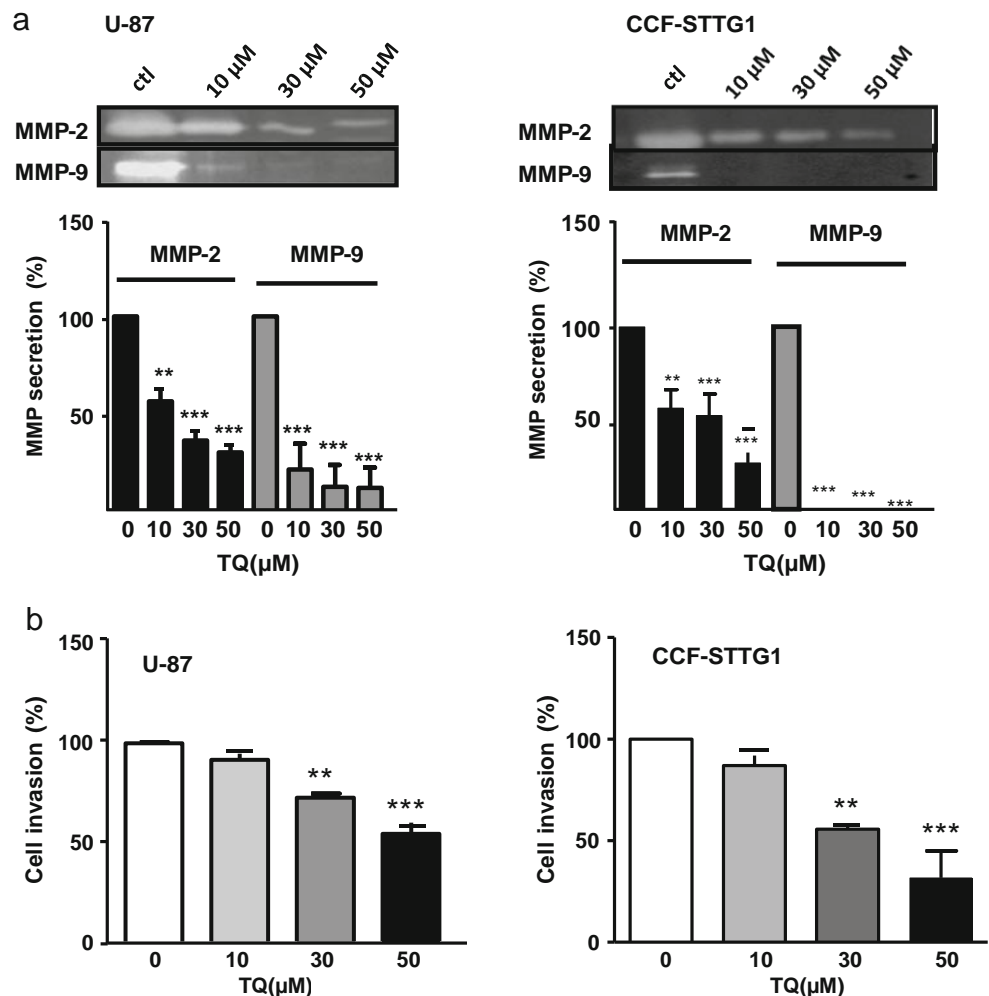 a
U-87
ctl 10 µM 30 µM 50 µM
MMP-2
MMP-9
150
MMP-2 MMP-9
100
50
MMP secretion (%)
** *** *** *** *** ***
0 10 30 50 0 10 30 50
TQ(µM)
CCF-STTG1
ctl 10 µM 30 µM 50 µM
MMP-2
MMP-9
150
MMP-2 MMP-9
100
50
MMP secretion (%)
** *** *** *** *** ***
0 10 30 50 0 10 30 50
TQ(µM)
b
150
U-87
100
50
0
Cell invasion (%)
** ***
0 10 30 50
TQ(µM)
150
CCF-STTG1
100
50
0
Cell invasion (%)
** ***
0 10 30 50
TQ(µM)